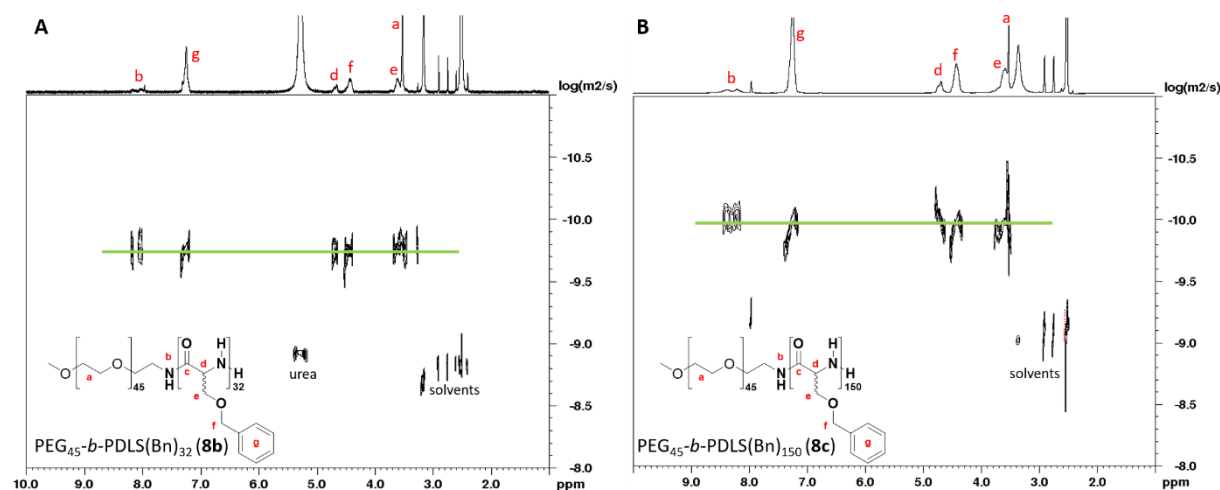 A
a
g
b
d
f
e
log(m2/s)
-10.5
-10.0
-9.5
-9.0
-8.5
-8.0
urea
solvents
O
O
a
45
b
N
H
O
c
d
H
N
H
32
e
O
f
g
PEG45-b-PDLS(Bn)32 (8b)
10.0 9.0 8.0 7.0 6.0 5.0 4.0 3.0 2.0 ppm
B
a
g
b
d
f
e
log(m2/s)
-10.5
-10.0
-9.5
-9.0
-8.5
-8.0
solvents
O
O
a
45
b
N
H
O
c
d
H
N
H
150
e
O
f
g
PEG45-b-PDLS(Bn)150 (8c)
9.0 8.0 7.0 6.0 5.0 4.0 3.0 2.0 ppm